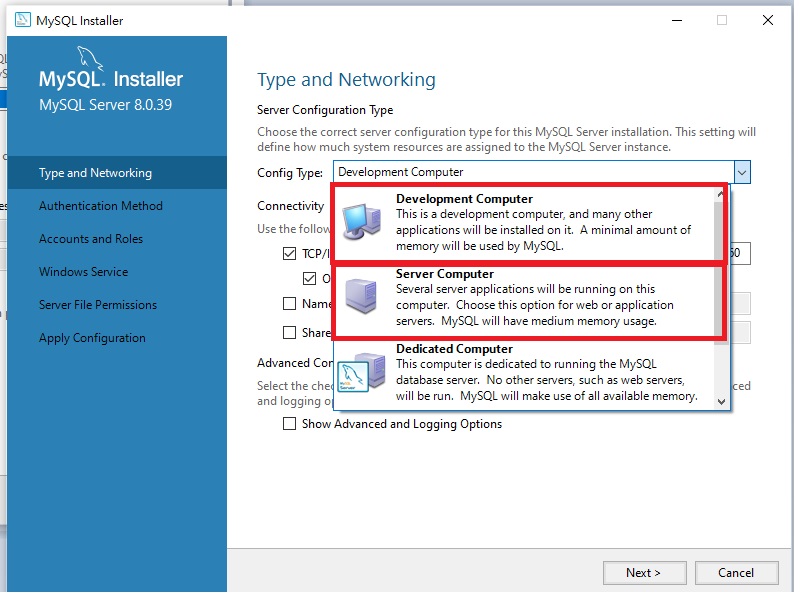 MySQL Installer
MySQL. Installer
MySQL Server 8.0.39
Type and Networking
Authentication Method
Accounts and Roles
Windows Service
Server File Permissions
Apply Configuration
Type and Networking
Server Configuration Type
Choose the correct server configuration type for this MySQL Server installation. This setting will
define how much system resources are assigned to the MySQL Server instance.
Config Type: Development Computer
Connectivity
Use the follow
TCP/I
60
O
Name
Share
Development Computer
This is a development computer, and many other
applications will be installed on it. A minimal amount of
memory will be used by MySQL.
Server Computer
Several server applications will be running on this
computer. Choose this option for web or application
servers. MySQL will have medium memory usage.
Dedicated Computer
This computer is dedicated to running the MySQL
database server. No other servers, such as web servers,
will be run. MySQL will make use of all available memory.
Advanced Con
Select the chec
ced
and logging op
Show Advanced and Logging Options
Next >
Cancel